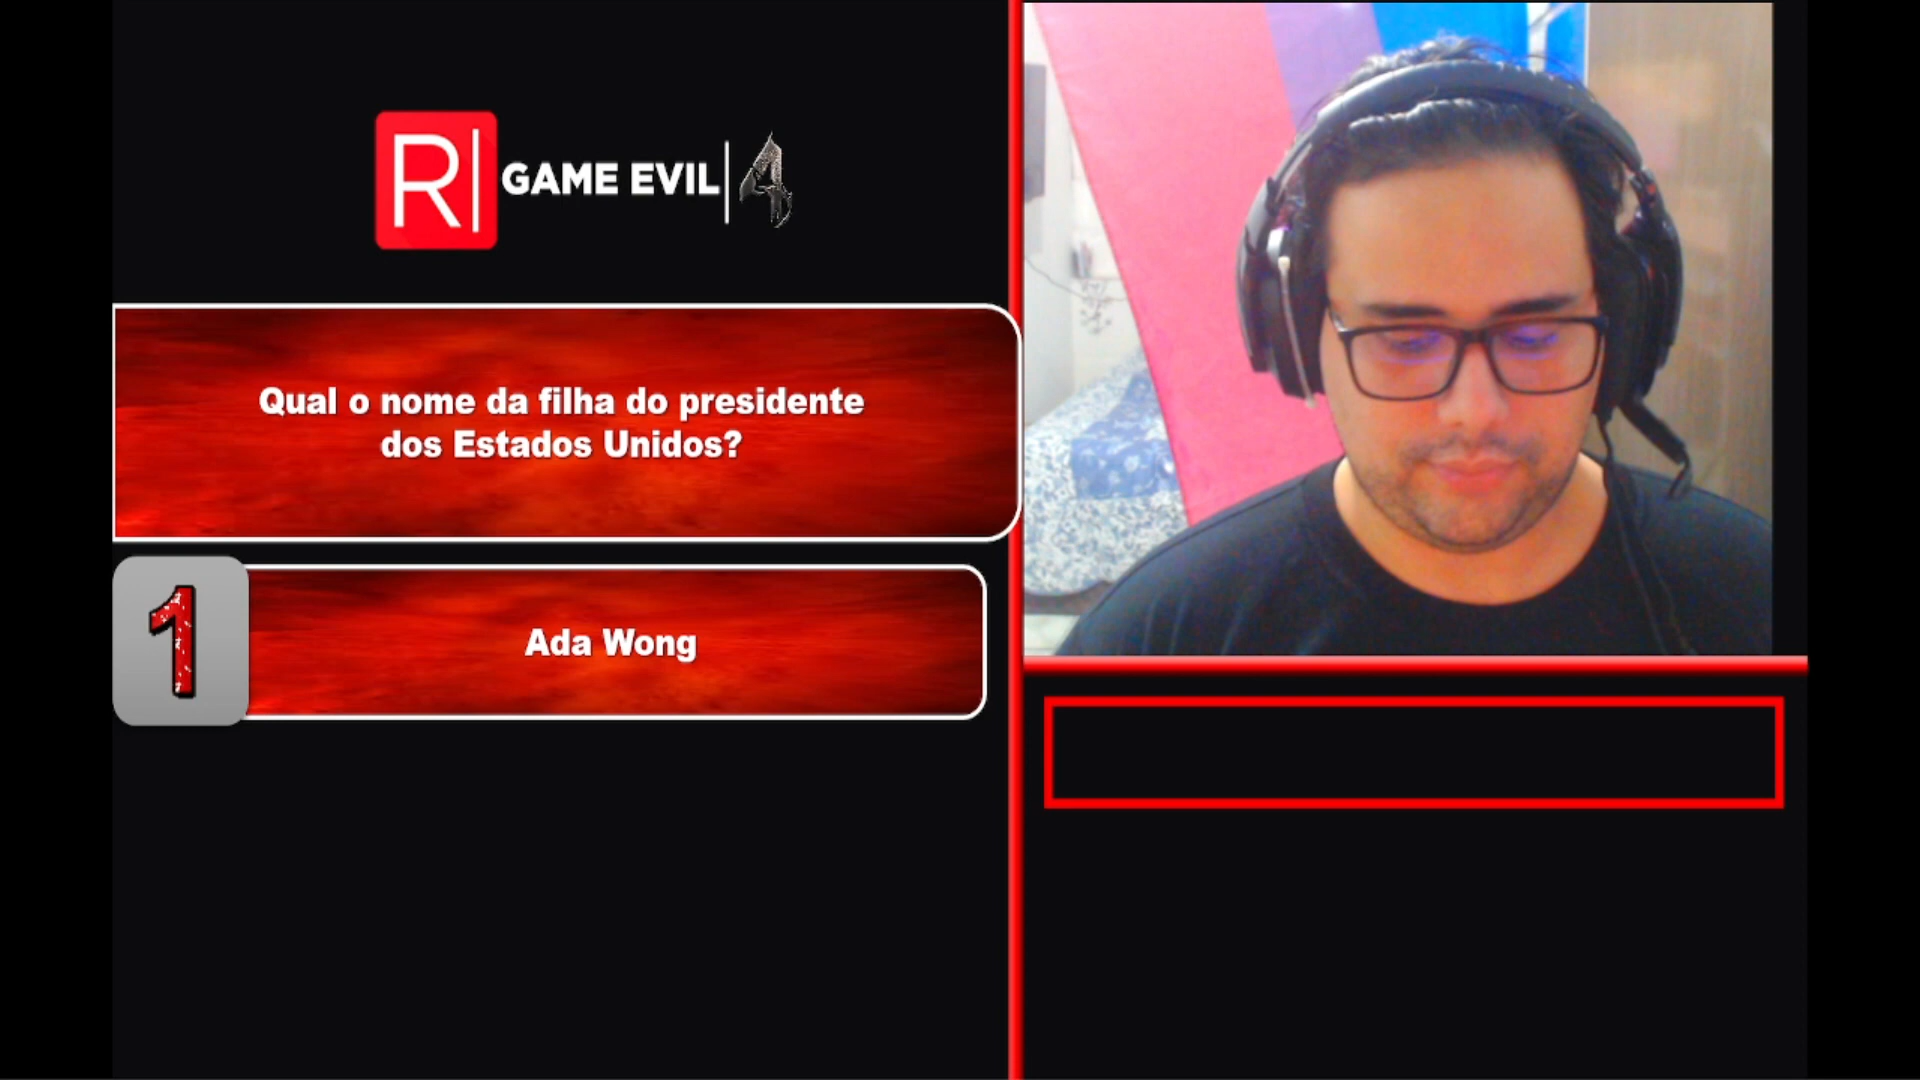 R| GAME EVIL|4
Qual o nome da filha do presidente
dos Estados Unidos?
1
Ada Wong